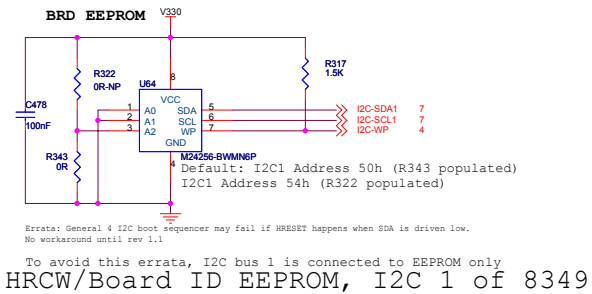 BRD EEPROM
V330
R322
0R-NP
R317
1.5K
U64
8
C478
100nF
VCC
1 A0 SDA 5 I2C-SDA1 7
2 A1 SCL 6 I2C-SCL1 7
3 A2 WP 7 I2C-WP 4
GND
R343
0R
4
M24256-BWMN6P
Default: I2C1 Address 50h (R343 populated)
I2C1 Address 54h (R322 populated)
Errata: General 4 I2C boot sequencer may fail if HRESET happens when SDA is driven low.
No workaround until rev 1.1
To avoid this errata, I2C bus 1 is connected to EEPROM only
HRCW/Board ID EEPROM, I2C 1 of 8349